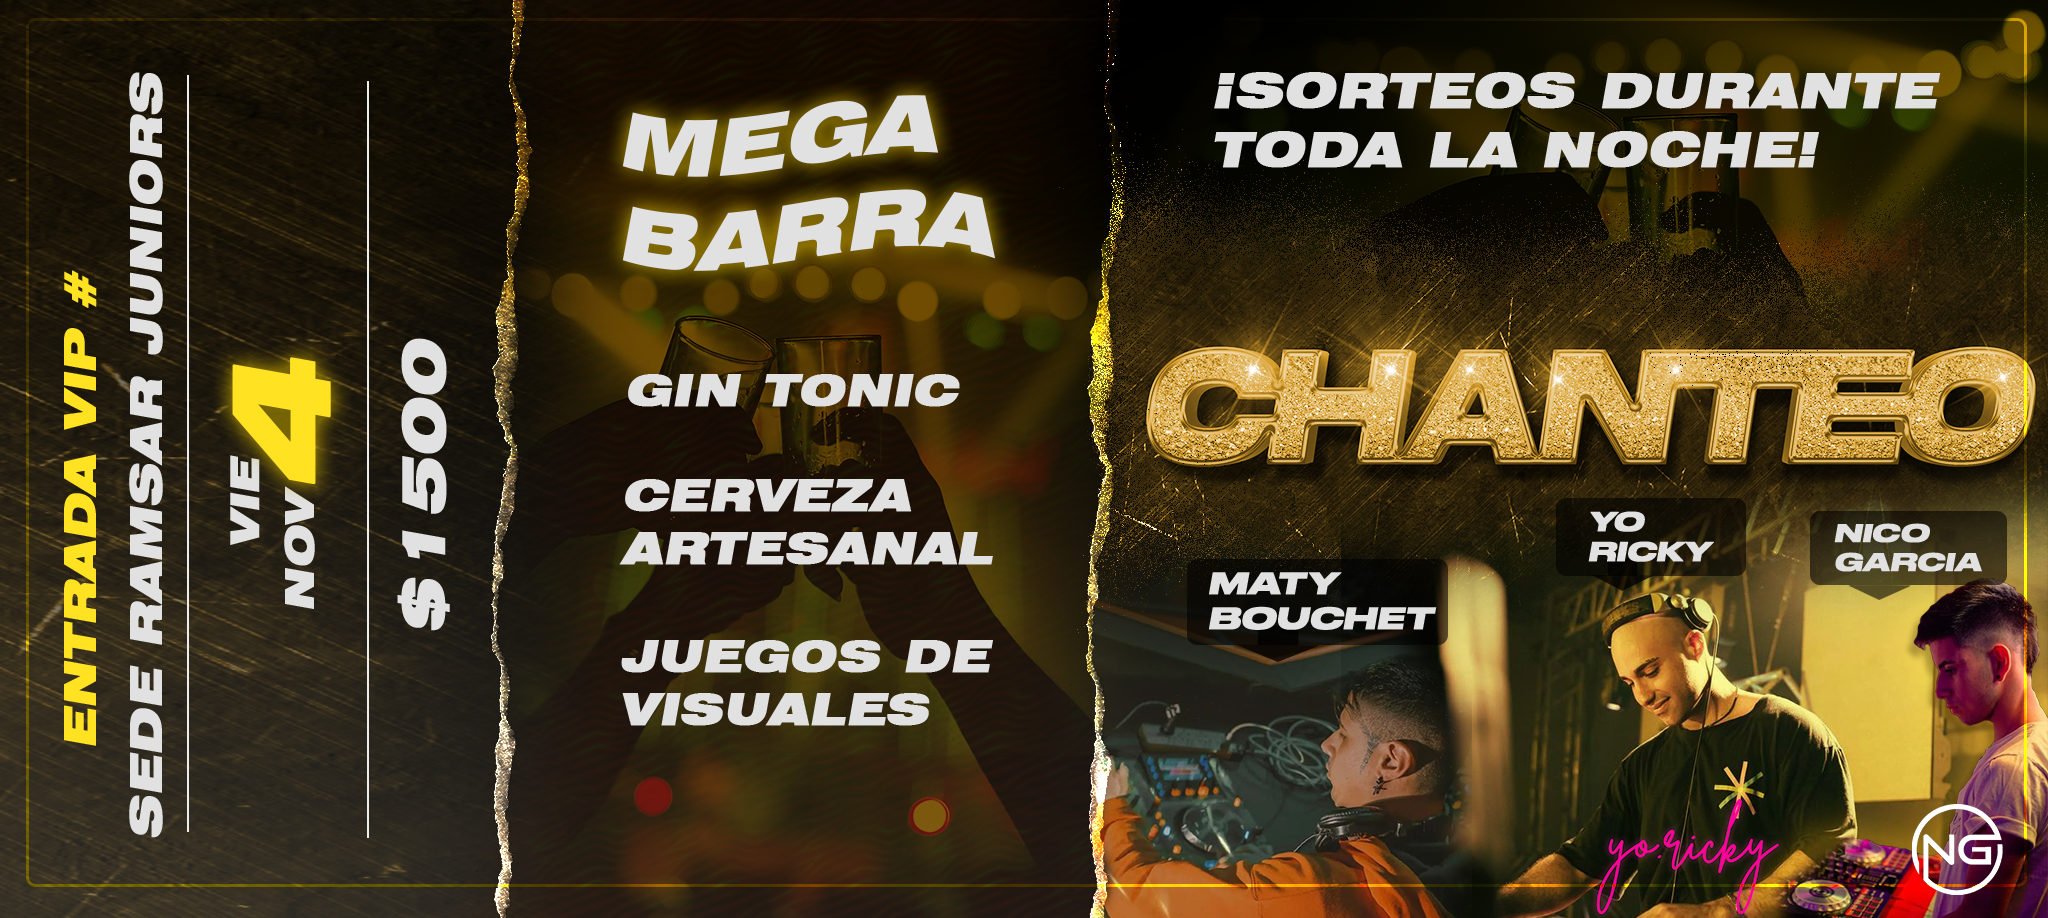 ENTRADA VIP #
SEDE RAMSAR JUNIORS
VIE
NOV
4
$1500
MEGA
BARRA
GIN TONIC
CERVEZA
ARTESANAL
JUEGOS DE
VISUALES
¡SORTEOS DURANTE
TODA LA NOCHE!
CHANTEO
MATY
BOUCHET
YO
RICKY
NICO
GARCIA
yo.ricky
NG